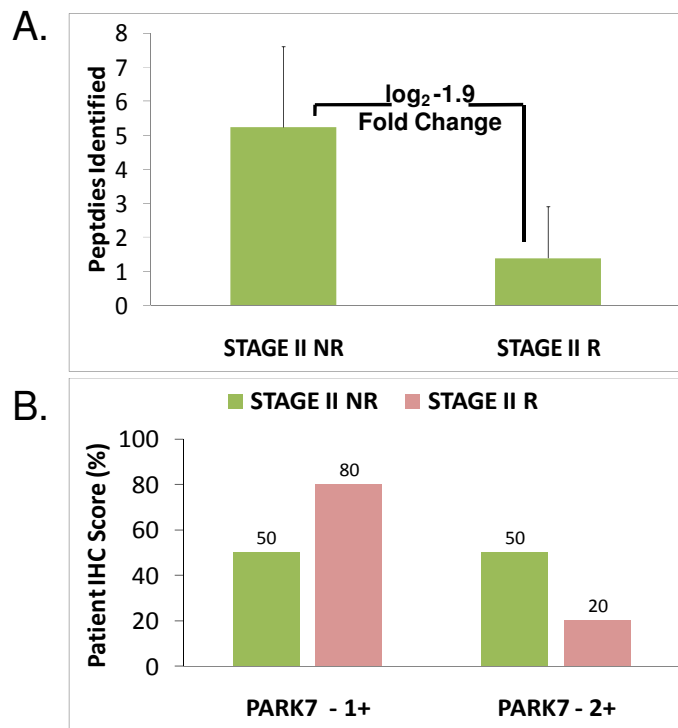 A.
8
7
6
5
4
3
2
1
0
Peptdies Identified
log₂ -1.9
Fold Change
STAGE II NR
STAGE II R
B.
STAGE II NR
STAGE II R
100
80
60
40
20
0
Patient IHC Score (%)
50
80
50
20
PARK7 - 1+
PARK7 - 2+